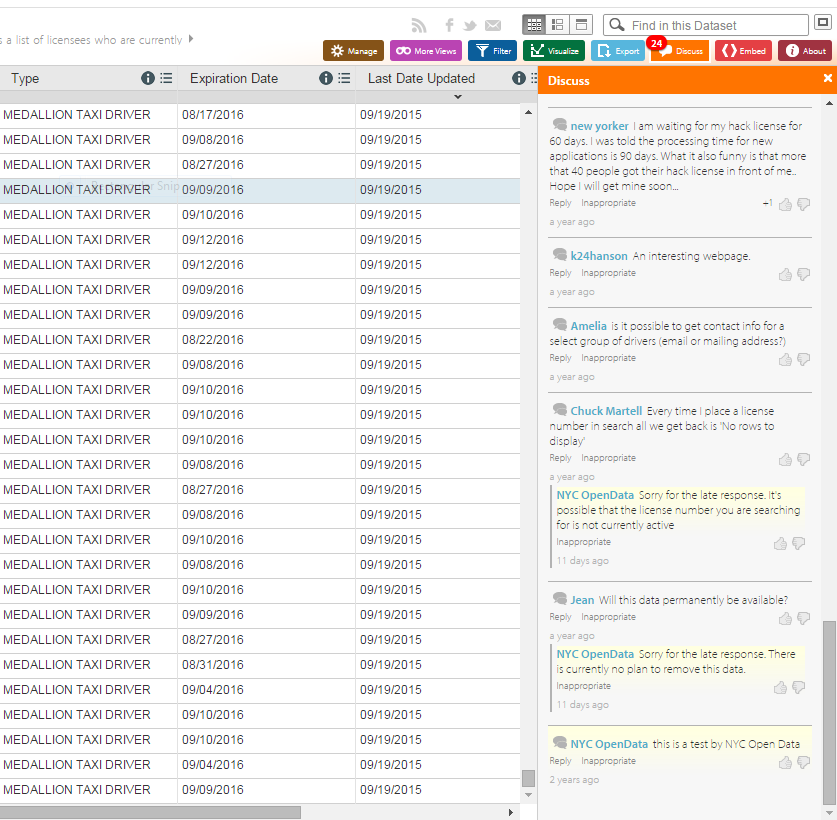 s a list of licensees who are currently
Find in this Dataset
Manage
More Views
Filter
Visualize
Export
24
Discuss
Embed
About
Type
Expiration Date
Last Date Updated
MEDALLION TAXI DRIVER 08/17/2016 09/19/2015
MEDALLION TAXI DRIVER 09/08/2016 09/19/2015
MEDALLION TAXI DRIVER 08/27/2016 09/19/2015
MEDALLION TAXI DRIVER 09/09/2016 09/19/2015
MEDALLION TAXI DRIVER 09/10/2016 09/19/2015
MEDALLION TAXI DRIVER 09/12/2016 09/19/2015
MEDALLION TAXI DRIVER 09/12/2016 09/19/2015
MEDALLION TAXI DRIVER 09/09/2016 09/19/2015
MEDALLION TAXI DRIVER 09/09/2016 09/19/2015
MEDALLION TAXI DRIVER 08/22/2016 09/19/2015
MEDALLION TAXI DRIVER 09/08/2016 09/19/2015
MEDALLION TAXI DRIVER 09/10/2016 09/19/2015
MEDALLION TAXI DRIVER 09/10/2016 09/19/2015
MEDALLION TAXI DRIVER 09/10/2016 09/19/2015
MEDALLION TAXI DRIVER 09/08/2016 09/19/2015
MEDALLION TAXI DRIVER 08/27/2016 09/19/2015
MEDALLION TAXI DRIVER 09/08/2016 09/19/2015
MEDALLION TAXI DRIVER 09/10/2016 09/19/2015
MEDALLION TAXI DRIVER 09/08/2016 09/19/2015
MEDALLION TAXI DRIVER 09/10/2016 09/19/2015
MEDALLION TAXI DRIVER 09/09/2016 09/19/2015
MEDALLION TAXI DRIVER 08/27/2016 09/19/2015
MEDALLION TAXI DRIVER 08/31/2016 09/19/2015
MEDALLION TAXI DRIVER 09/04/2016 09/19/2015
MEDALLION TAXI DRIVER 09/10/2016 09/19/2015
MEDALLION TAXI DRIVER 09/10/2016 09/19/2015
MEDALLION TAXI DRIVER 09/04/2016 09/19/2015
MEDALLION TAXI DRIVER 09/09/2016 09/19/2015
Discuss
new yorker I am waiting for my hack license for
60 days. I was told the processing time for new
applications is 90 days. What it also funny is that more
that 40 people got their hack license in front of me..
Hope I will get mine soon...
Reply Inappropriate +1
a year ago
k24hanson An interesting webpage.
Reply Inappropriate
a year ago
Amelia is it possible to get contact info for a
select group of drivers (email or mailing address?)
Reply Inappropriate
a year ago
Chuck Martell Every time I place a license
number in search all we get back is 'No rows to
display'
Reply Inappropriate
a year ago
NYC OpenData Sorry for the late response. It's
possible that the license number you are searching
for is not currently active
Inappropriate
11 days ago
Jean Will this data permanently be available?
Reply Inappropriate
a year ago
NYC OpenData Sorry for the late response. There
is currently no plan to remove this data.
Inappropriate
11 days ago
NYC OpenData this is a test by NYC Open Data
Reply Inappropriate
2 years ago